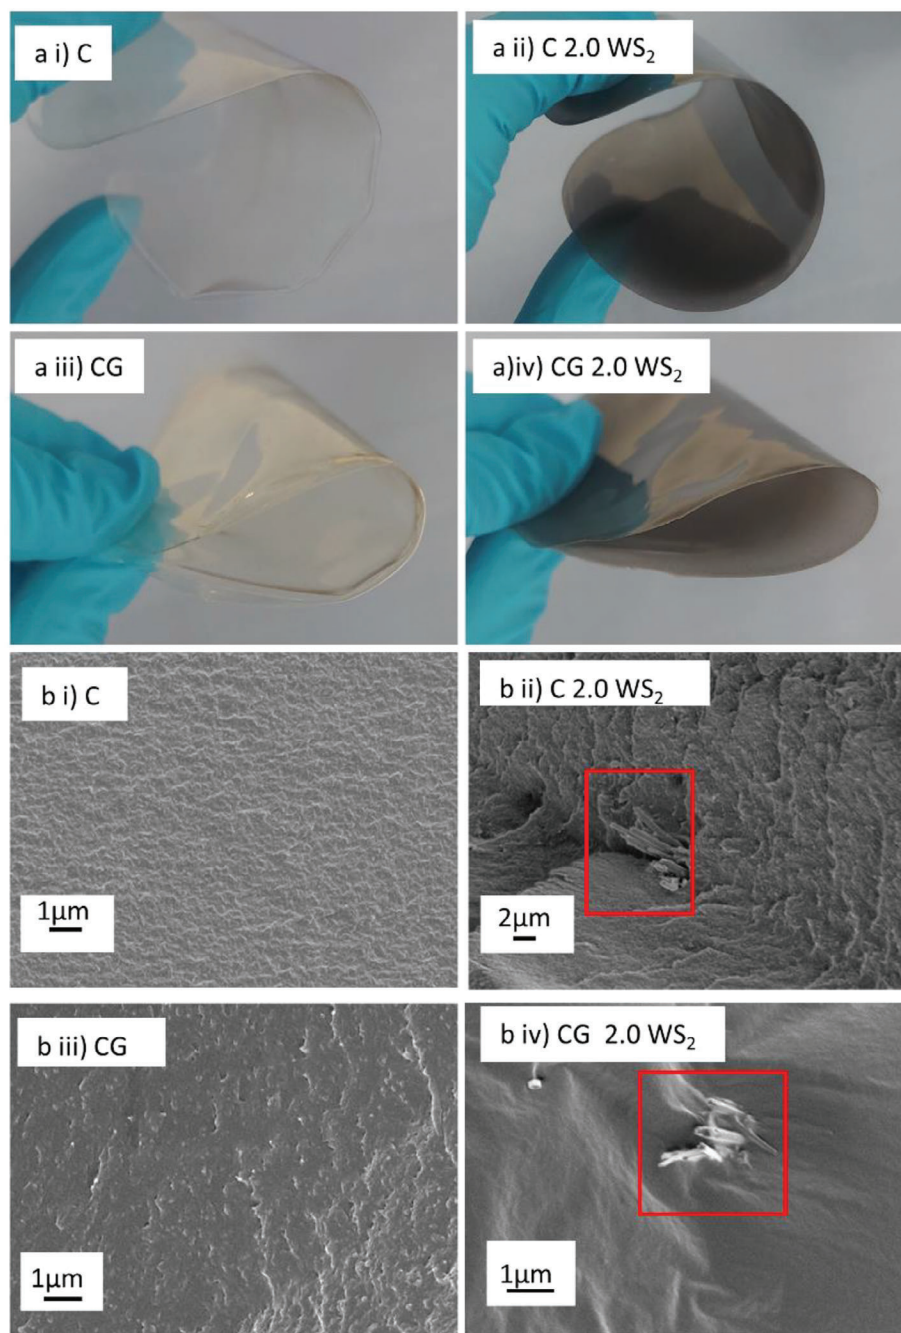 a i) C
a ii) C 2.0 WS₂
a iii) CG
a)iv) CG 2.0 WS₂
b i) C
b ii) C 2.0 WS₂
1μm
2μm
b iii) CG
b iv) CG 2.0 WS₂
1μm
1μm